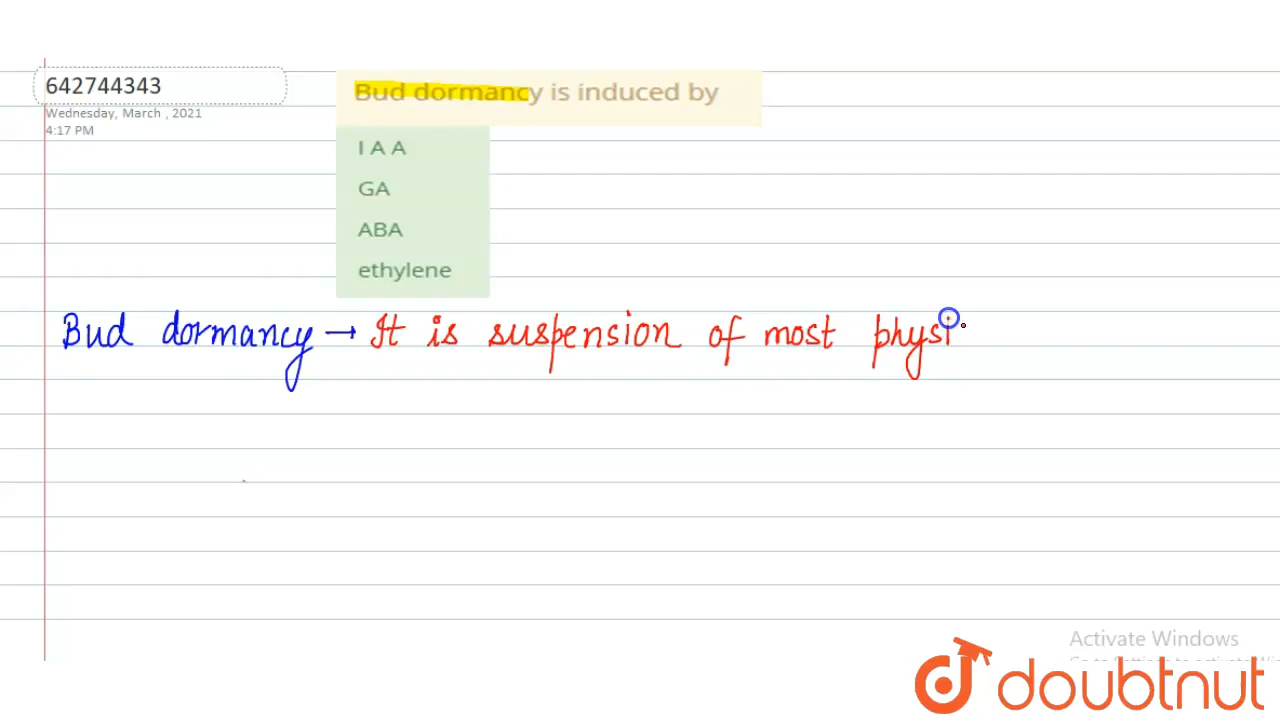 642744343
Wednesday, March , 2021
4:17 PM
Bud dormancy is induced by
I A A
GA
ABA
ethylene
Bud dormancy → It is suspension of most physi
Activate Windows
doubtnut